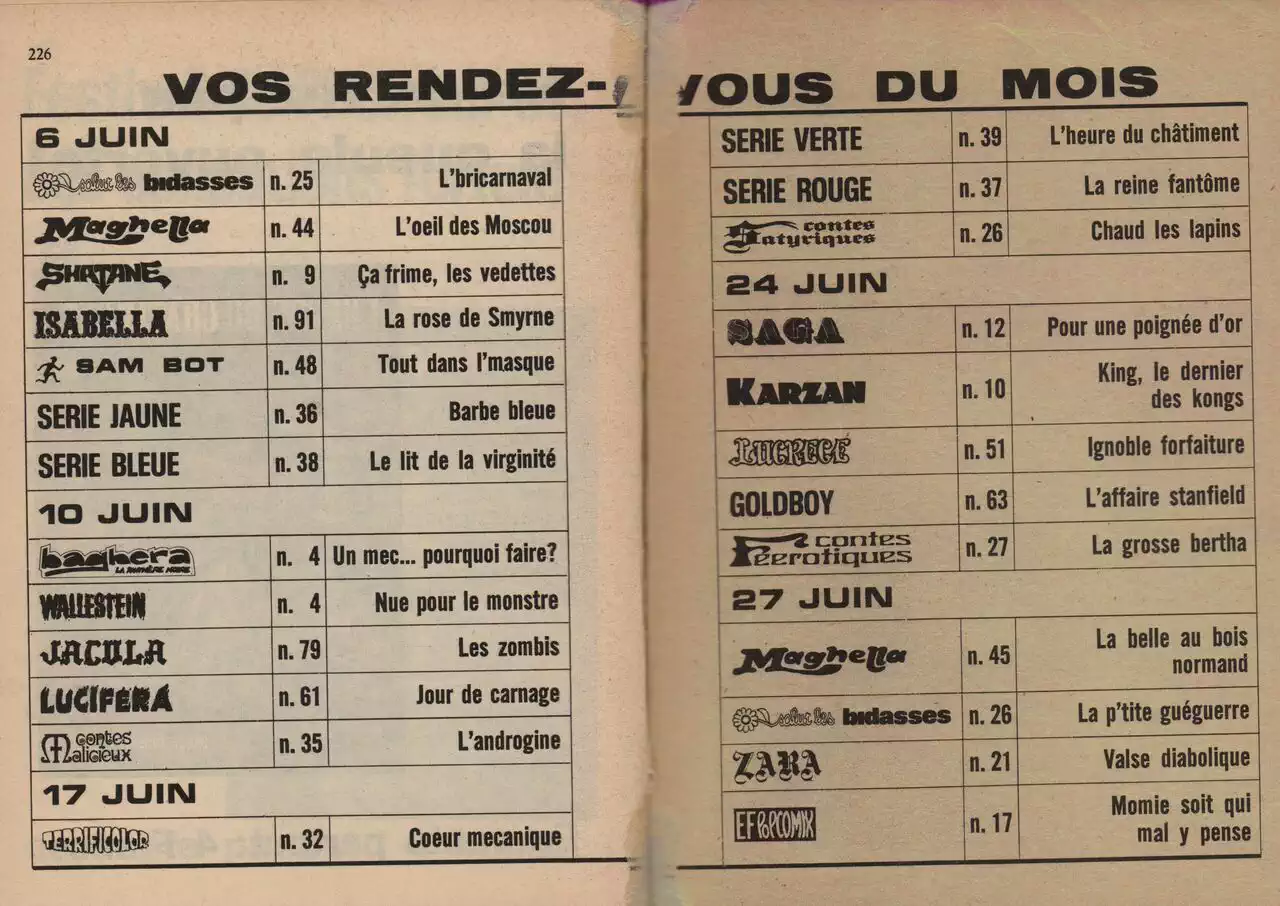 226
VOS RENDEZ-VOUS DU MOIS
6 JUIN
salut les bidasses n. 25 L'bricarnaval
Maghella n. 44 L'oeil des Moscou
SHATANE n. 9 Ça frime, les vedettes
ISABELLA n. 91 La rose de Smyrne
SAM BOT n. 48 Tout dans l'masque
SERIE JAUNE n. 36 Barbe bleue
SERIE BLEUE n. 38 Le lit de la virginité
10 JUIN
baghera LA PANTHÈRE NOIRE n. 4 Un mec... pourquoi faire?
WALLESTEIN n. 4 Nue pour le monstre
JACULA n. 79 Les zombis
LUCIFERA n. 61 Jour de carnage
contes Malicieux n. 35 L'androgine
17 JUIN
TERRIFICOLOR n. 32 Coeur mecanique
SERIE VERTE n. 39 L'heure du châtiment
SERIE ROUGE n. 37 La reine fantôme
contes Satyriques n. 26 Chaud les lapins
24 JUIN
SAGA n. 12 Pour une poignée d'or
KARZAN n. 10 King, le dernier
des kongs
LUCRECE n. 51 Ignoble forfaiture
GOLDBOY n. 63 L'affaire stanfield
contes Féerotiques n. 27 La grosse bertha
27 JUIN
Maghella n. 45 La belle au bois
normand
salut les bidasses n. 26 La p'tite guéguerre
ZARA n. 21 Valse diabolique
EF POPCOMIX n. 17 Momie soit qui
mal y pense